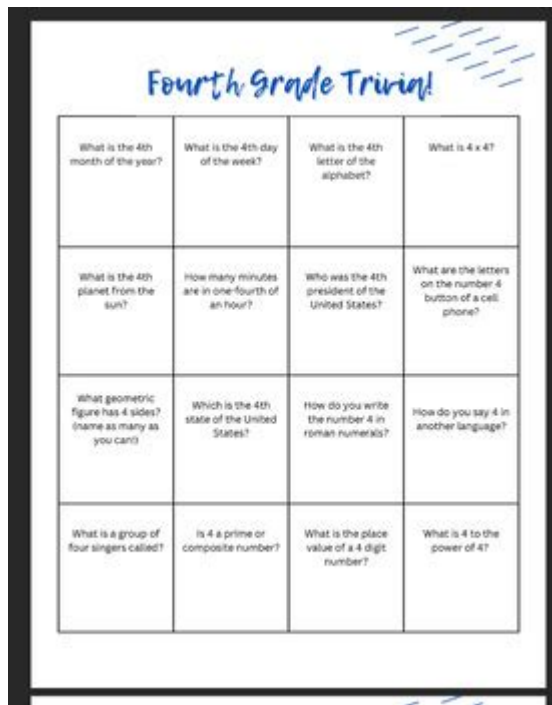 Fourth Grade Trivia!
What is the 4th
month of the year?
What is the 4th day
of the week?
What is the 4th
letter of the
alphabet?
What is 4 x 4?
What is the 4th
planet from the
sun?
How many minutes
are in one-fourth of
an hour?
Who was the 4th
president of the
United States?
What are the letters
on the number 4
button of a cell
phone?
What geometric
figure has 4 sides?
(name as many as
you can!)
Which is the 4th
state of the United
States?
How do you write
the number 4 in
roman numerals?
How do you say 4 in
another language?
What is a group of
four singers called?
Is 4 a prime or
composite number?
What is the place
value of a 4 digit
number?
What is 4 to the
power of 4?